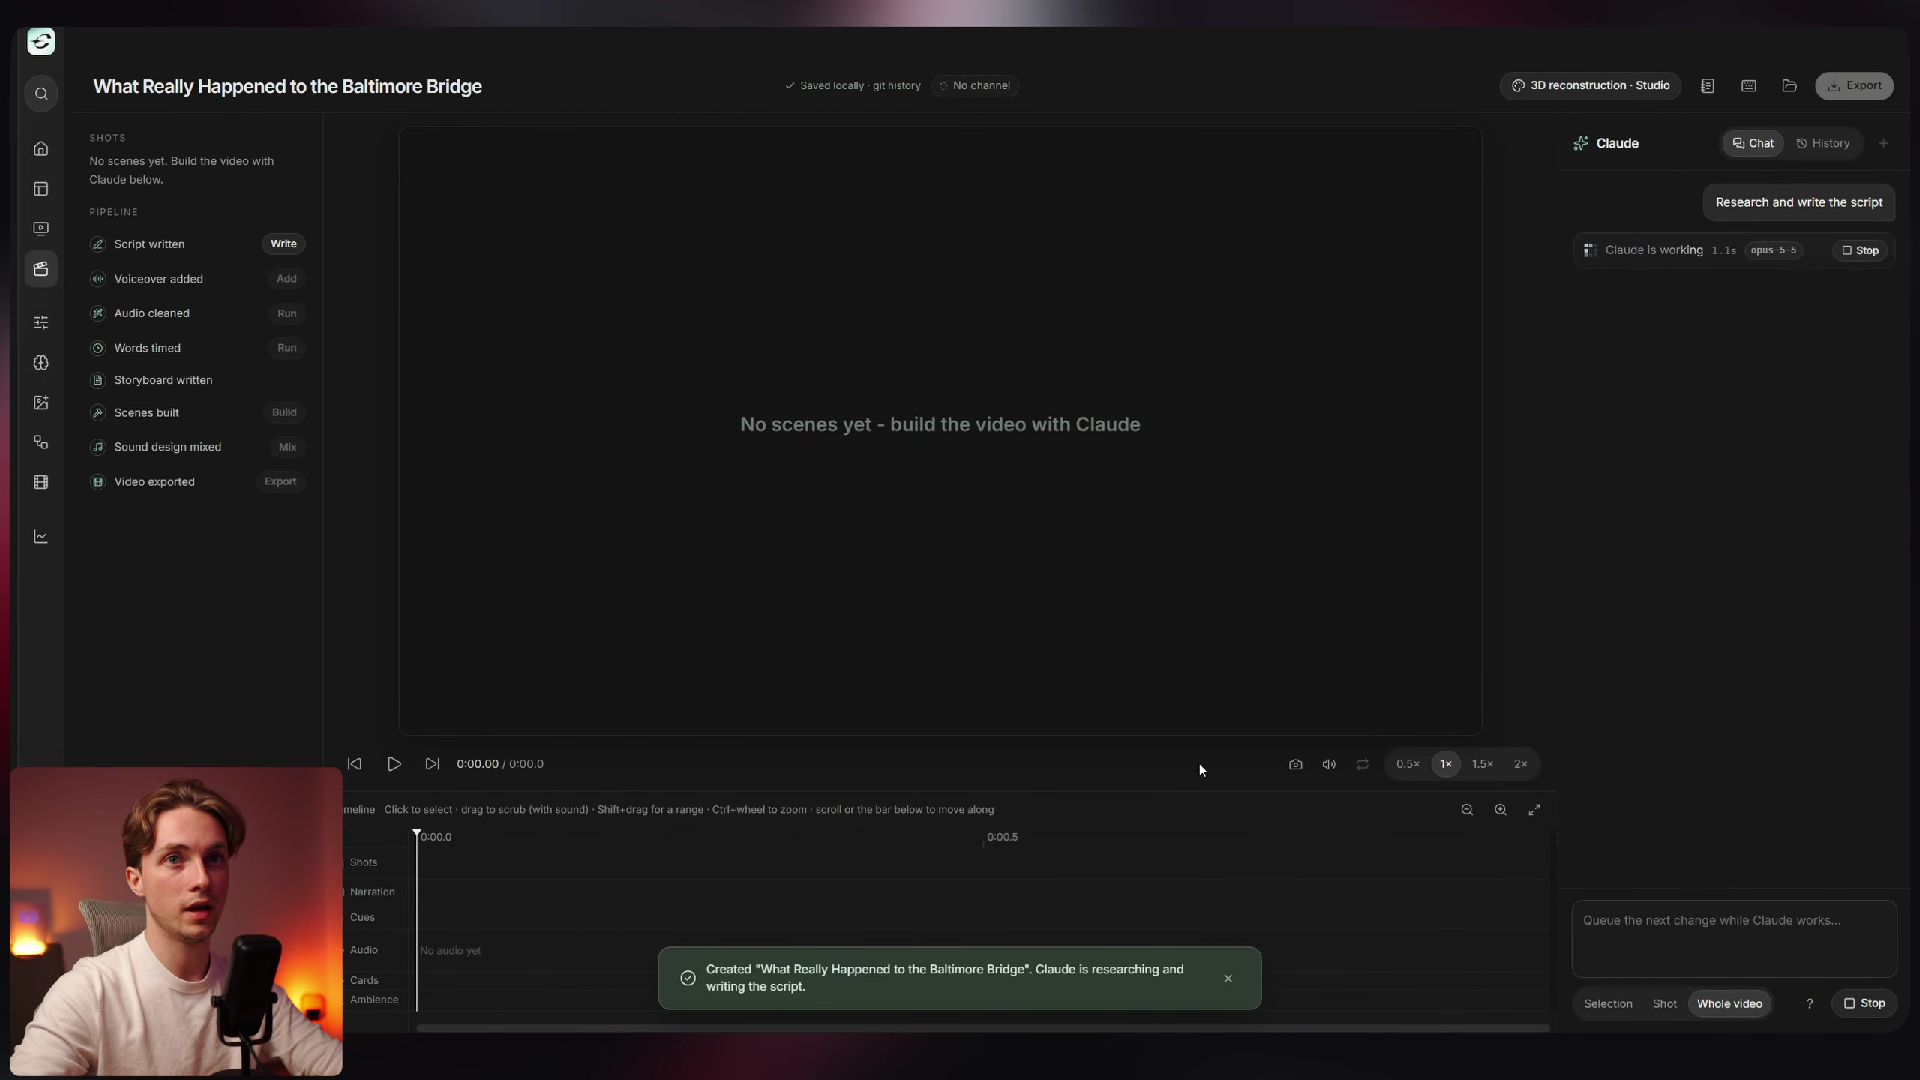 What Really Happened to the Baltimore Bridge
Saved locally · git history
No channel
3D reconstruction - Studio
Export
SHOTS
No scenes yet. Build the video with
Claude below.
PIPELINE
Script written
Write
Voiceover added
Add
Audio cleaned
Run
Words timed
Run
Storyboard written
Scenes built
Build
Sound design mixed
Mix
Video exported
Export
No scenes yet - build the video with Claude
Claude
Chat
History
Research and write the script
Claude is working 1.1s opus-5-5
Stop
0:00.00 / 0:00.0
0.5×
1×
1.5×
2×
meline Click to select · drag to scrub (with sound) · Shift+drag for a range · Ctrl+wheel to zoom · scroll or the bar below to move along
0:00.0
0:00.5
Shots
Narration
Cues
Audio
No audio yet
Cards
Ambience
Created "What Really Happened to the Baltimore Bridge". Claude is researching and
writing the script.
Queue the next change while Claude works...
Selection
Shot
Whole video
?
Stop